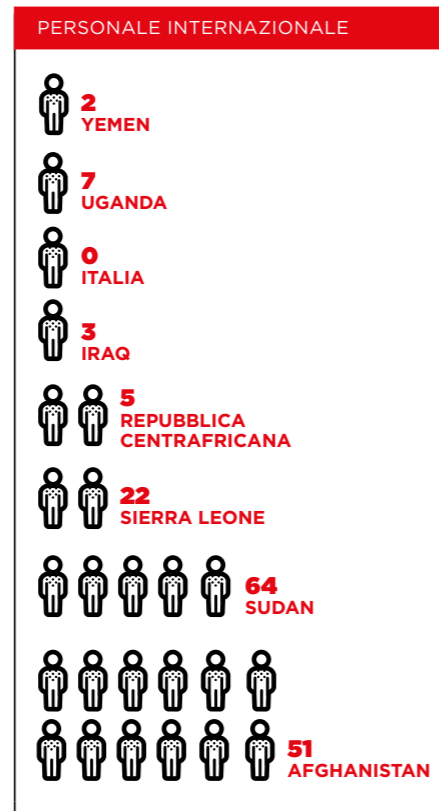 PERSONALE INTERNAZIONALE
2
YEMEN
7
UGANDA
0
ITALIA
3
IRAQ
5
REPUBBLICA
CENTRAFRICANA
22
SIERRA LEONE
64
SUDAN
51
AFGHANISTAN